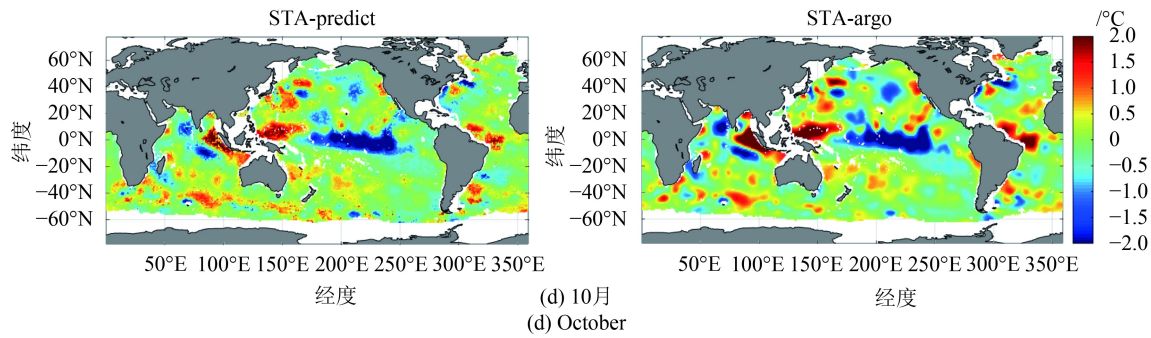 STA-predict
STA-argo
/°C
60°N
40°N
20°N
0°N
−20°N
−40°N
−60°N
纬度
50°E 100°E 150°E 200°E 250°E 300°E 350°E
经度
60°N
40°N
20°N
0°N
−20°N
−40°N
−60°N
纬度
50°E 100°E 150°E 200°E 250°E 300°E 350°E
经度
2.0
1.5
1.0
0.5
0
−0.5
−1.0
−1.5
−2.0
(d) 10月
(d) October